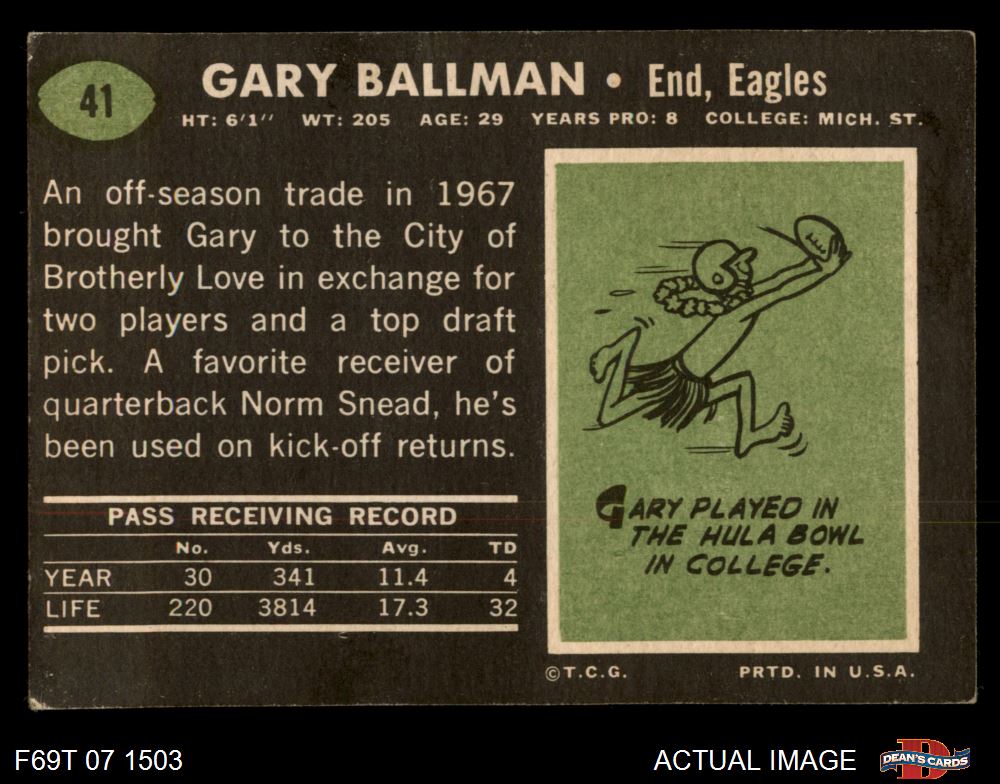 41
GARY BALLMAN • End, Eagles
HT: 6'1'' WT: 205 AGE: 29 YEARS PRO: 8 COLLEGE: MICH. ST.
An off-season trade in 1967
brought Gary to the City of
Brotherly Love in exchange for
two players and a top draft
pick. A favorite receiver of
quarterback Norm Snead, he's
been used on kick-off returns.
PASS RECEIVING RECORD
No. Yds. Avg. TD
YEAR 30 341 11.4 4
LIFE 220 3814 17.3 32
GARY PLAYED IN
THE HULA BOWL
IN COLLEGE.
©T.C.G. PRTD. IN U.S.A.
F69T 07 1503
ACTUAL IMAGE
DEAN'S CARDS